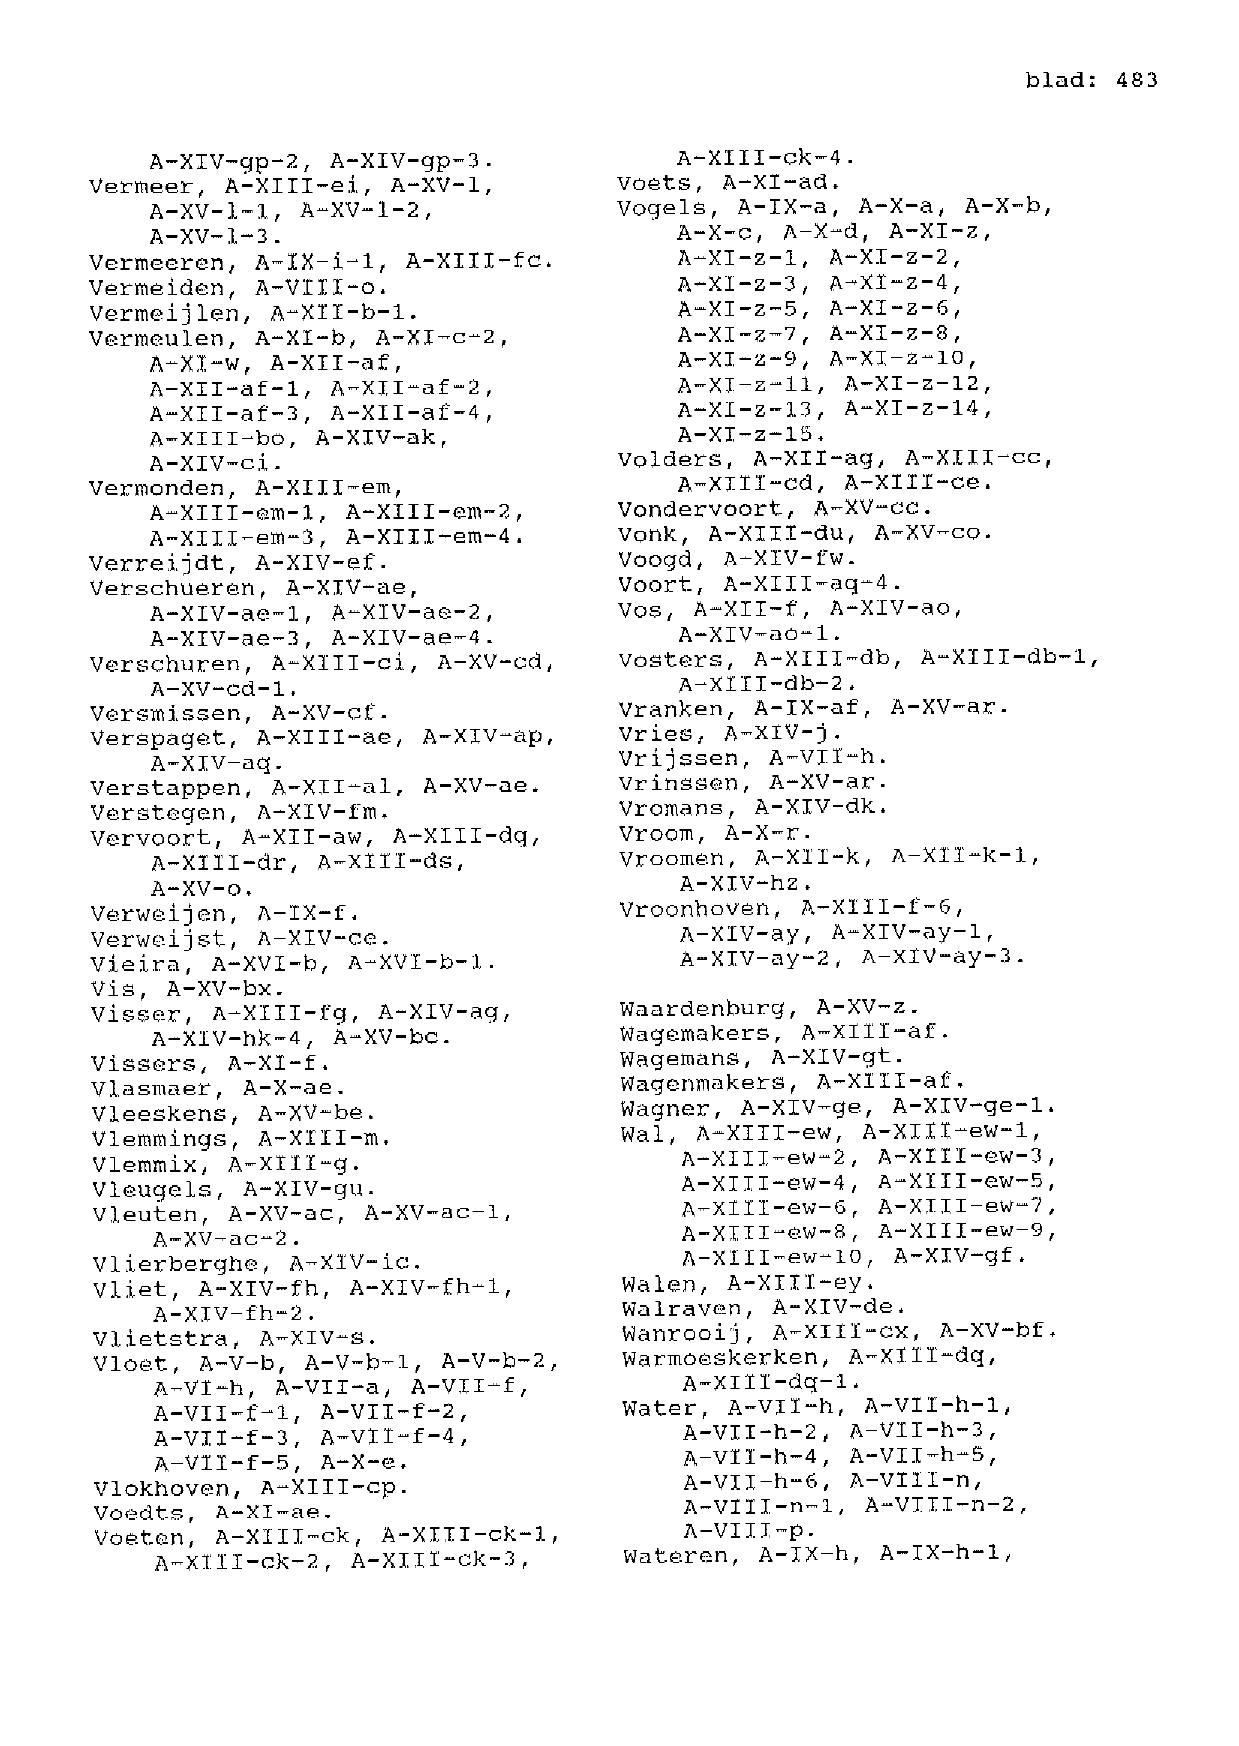 blad: 483
A-XIV-gp-2, A-XIV-gp-3.
Vermeer, A-XIII-ei, A-XV-l,
A-XV-l-1, A-XV-l-2,
A-XV-l-3.
Vermeeren, A-IX-i-1, A-XIII-fc.
Vermeiden, A-VIII-o.
Vermeijlen, A-XII-b-1.
Vermeulen, A-XI-b, A-XI-c-2,
A-XI-w, A-XII-af,
A-XII-af-1, A-XII-af-2,
A-XII-af-3, A-XII-af-4,
A-XIII-bo, A-XIV-ak,
A-XIV-ci.
Vermonden, A-XIII-em,
A-XIII-em-1, A-XIII-em-2,
A-XIII-em-3, A-XIII-em-4.
Verreijdt, A-XIV-ef.
Verschueren, A-XIV-ae,
A-XIV-ae-1, A-XIV-ae-2,
A-XIV-ae-3, A-XIV-ae-4.
Verschuren, A-XIII-ci, A-XV-cd,
A-XV-cd-1.
Versmissen, A-XV-cf.
Verspaget, A-XIII-ae, A-XIV-ap,
A-XIV-aq.
Verstappen, A-XII-al, A-XV-ae.
Verstegen, A-XIV-fm.
Vervoort, A-XII-aw, A-XIII-dq,
A-XIII-dr, A-XIII-ds,
A-XV-o.
Verweijen, A-IX-f.
Verweijst, A-XIV-ce.
Vieira, A-XVI-b, A-XVI-b-1.
Vis, A-XV-bx.
Visser, A-XIII-fg, A-XIV-ag,
A-XIV-hk-4, A-XV-bc.
Vissers, A-XI-f.
Vlasmaer, A-X-ae.
Vleeskens, A-XV-be.
Vlemmings, A-XIII-m.
Vlemmix, A-XIII-g.
Vleugels, A-XIV-gu.
Vleuten, A-XV-ac, A-XV-ac-1,
A-XV-ac-2.
Vlierberghe, A-XIV-ic.
Vliet, A-XIV-fh, A-XIV-fh-1,
A-XIV-fh-2.
Vlietstra, A-XIV-s.
Vloet, A-V-b, A-V-b-1, A-V-b-2,
A-VI-h, A-VII-a, A-VII-f,
A-VII-f-1, A-VII-f-2,
A-VII-f-3, A-VII-f-4,
A-VII-f-5, A-X-e.
Vlokhoven, A-XIII-cp.
Voedts, A-XI-ae.
Voeten, A-XIII-ck, A-XIII-ck-1,
A-XIII-ck-2, A-XIII-ck-3,
A-XIII-ck-4.
Voets, A-XI-ad.
Vogels, A-IX-a, A-X-a, A-X-b,
A-X-c, A-X-d, A-XI-z,
A-XI-z-1, A-XI-z-2,
A-XI-z-3, A-XI-z-4,
A-XI-z-5, A-XI-z-6,
A-XI-z-7, A-XI-z-8,
A-XI-z-9, A-XI-z-10,
A-XI-z-11, A-XI-z-12,
A-XI-z-13, A-XI-z-14,
A-XI-z-15.
Volders, A-XII-ag, A-XIII-cc,
A-XIII-cd, A-XIII-ce.
Vondervoort, A-XV-cc.
Vonk, A-XIII-du, A-XV-co.
Voogd, A-XIV-fw.
Voort, A-XIII-aq-4.
Vos, A-XII-f, A-XIV-ao,
A-XIV-ao-1.
Vosters, A-XIII-db, A-XIII-db-1,
A-XIII-db-2.
Vranken, A-IX-af, A-XV-ar.
Vries, A-XIV-j.
Vrijssen, A-VII-h.
Vrinssen, A-XV-ar.
Vromans, A-XIV-dk.
Vroom, A-X-r.
Vroomen, A-XII-k, A-XII-k-1,
A-XIV-hz.
Vroonhoven, A-XIII-f-6,
A-XIV-ay, A-XIV-ay-1,
A-XIV-ay-2, A-XIV-ay-3.
Waardenburg, A-XV-z.
Wagemakers, A-XIII-af.
Wagemans, A-XIV-gt.
Wagenmakers, A-XIII-af.
Wagner, A-XIV-ge, A-XIV-ge-1.
Wal, A-XIII-ew, A-XIII-ew-1,
A-XIII-ew-2, A-XIII-ew-3,
A-XIII-ew-4, A-XIII-ew-5,
A-XIII-ew-6, A-XIII-ew-7,
A-XIII-ew-8, A-XIII-ew-9,
A-XIII-ew-10, A-XIV-gf.
Walen, A-XIII-ey.
Walraven, A-XIV-de.
Wanrooij, A-XIII-cx, A-XV-bf.
Warmoeskerken, A-XIII-dq,
A-XIII-dq-1.
Water, A-VII-h, A-VII-h-1,
A-VII-h-2, A-VII-h-3,
A-VII-h-4, A-VII-h-5,
A-VII-h-6, A-VIII-n,
A-VIII-n-1, A-VIII-n-2,
A-VIII-p.
Wateren, A-IX-h, A-IX-h-1,